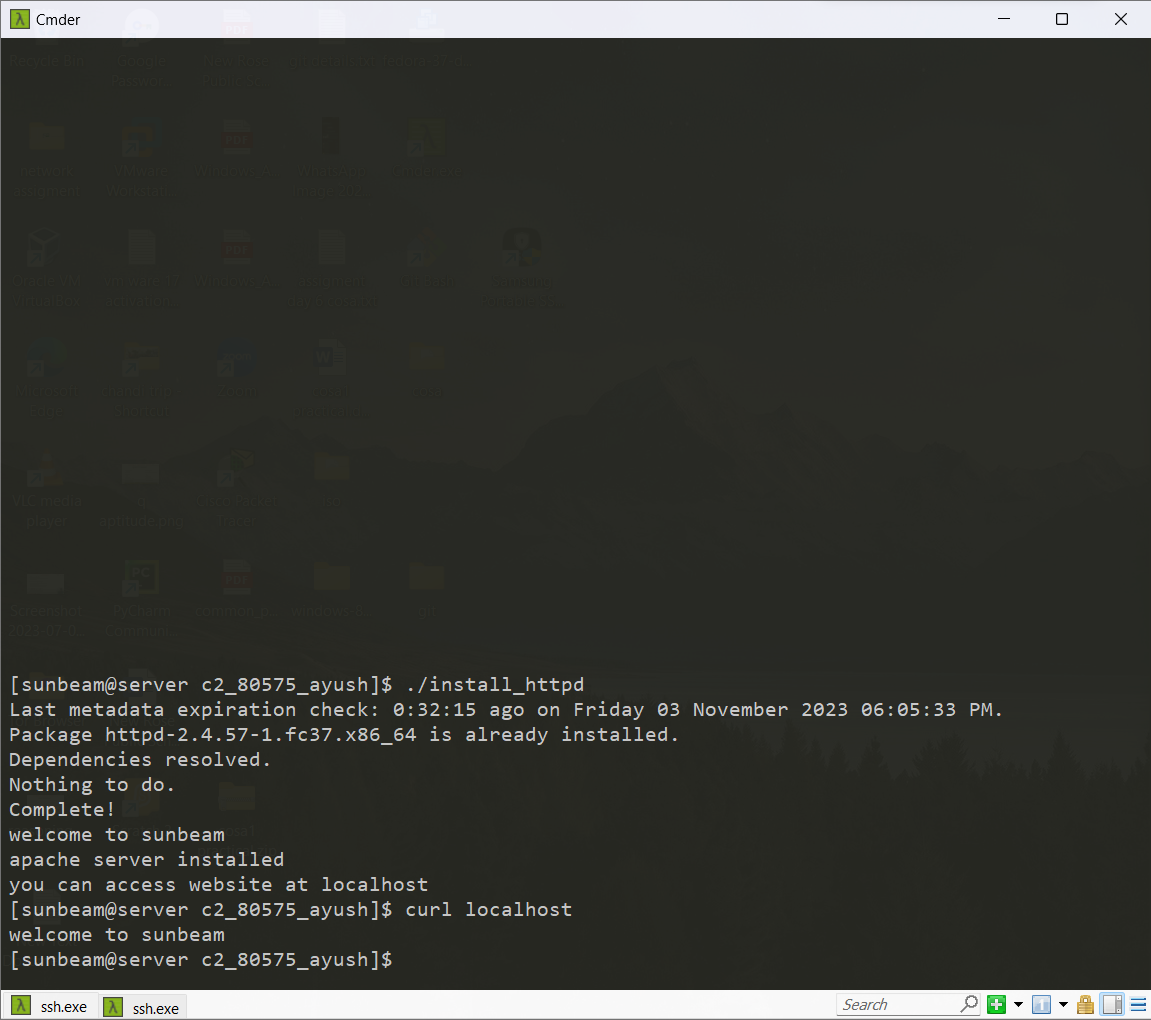 Cmder
[sunbeam@server c2_80575_ayush]$ ./install_httpd
Last metadata expiration check: 0:32:15 ago on Friday 03 November 2023 06:05:33 PM.
Package httpd-2.4.57-1.fc37.x86_64 is already installed.
Dependencies resolved.
Nothing to do.
Complete!
welcome to sunbeam
apache server installed
you can access website at localhost
[sunbeam@server c2_80575_ayush]$ curl localhost
welcome to sunbeam
[sunbeam@server c2_80575_ayush]$
ssh.exe
ssh.exe
Search